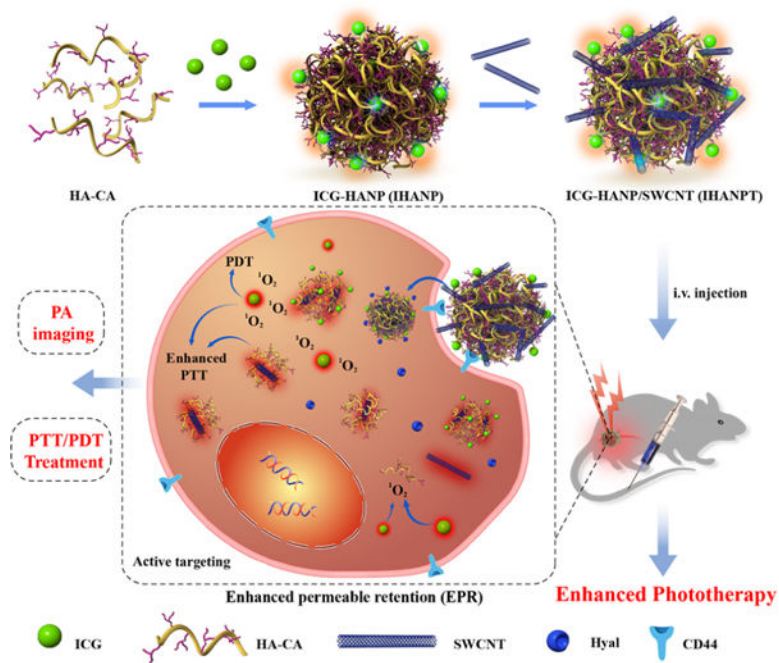 HA-CA
ICG-HANP (IHANP)
ICG-HANP/SWCNT (IHANPT)
PDT
¹O₂
¹O₂
¹O₂
¹O₂
Enhanced
PTT
¹O₂
¹O₂
¹O₂
Active targeting
Enhanced permeable retention (EPR)
PA
imaging
PTT/PDT
Treatment
i.v. injection
Enhanced Phototherapy
ICG
HA-CA
SWCNT
Hyal
CD44